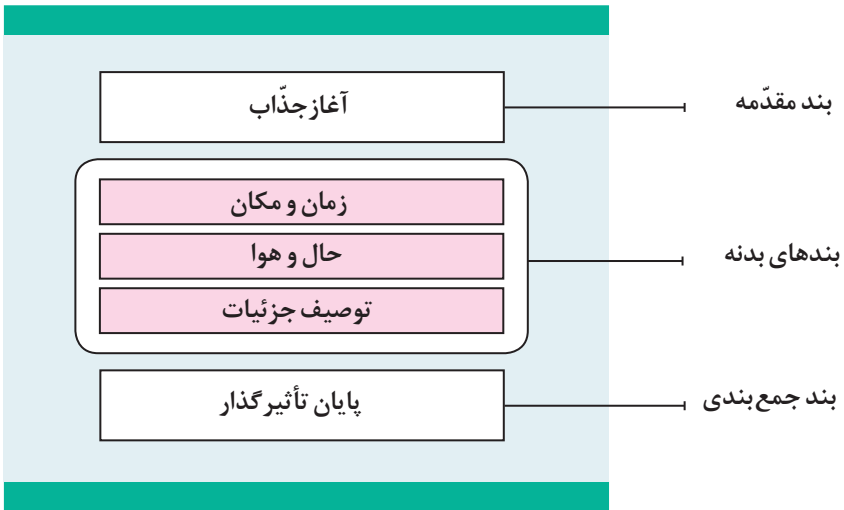 بند مقدّمه
آغاز جذّاب
بندهای بدنه
زمان و مکان
حال و هوا
توصیف جزئیات
بند جمع‌بندی
پایان تأثیرگذار